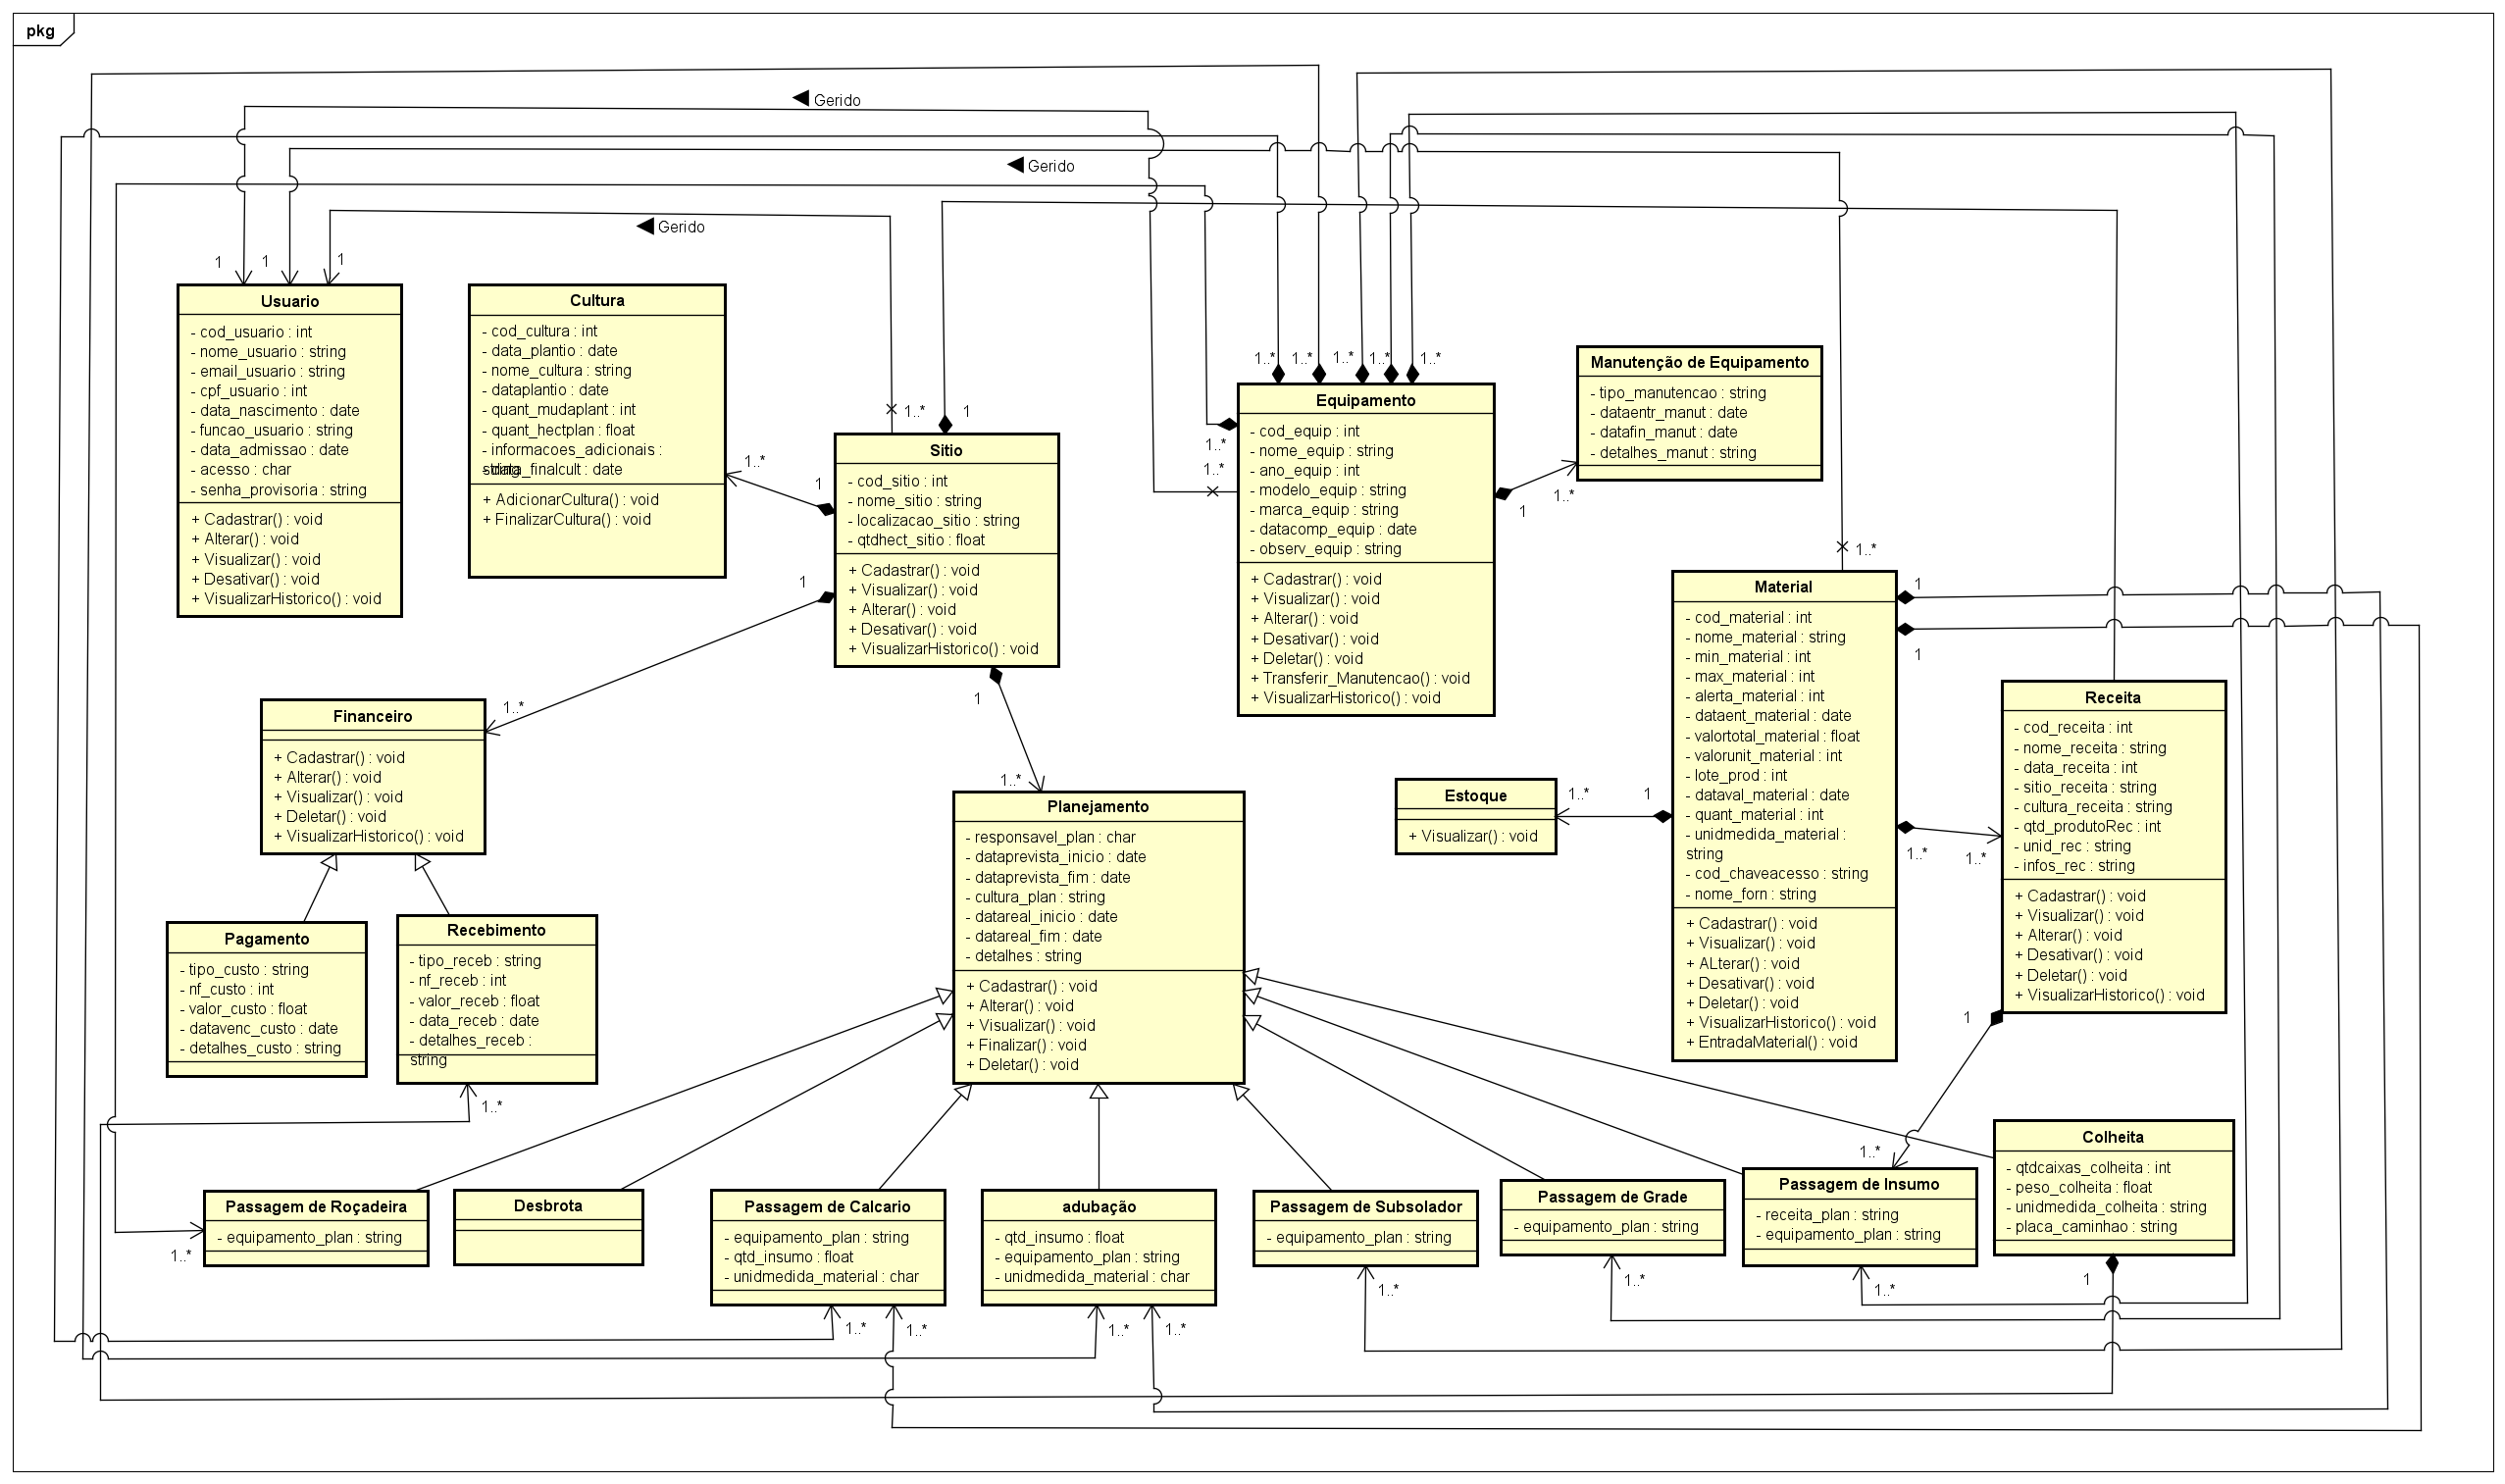 pkg
Gerido
Gerido
Gerido
1
1
1
Usuario
- cod_usuario : int
- nome_usuario : string
- email_usuario : string
- cpf_usuario : int
- data_nascimento : date
- funcao_usuario : string
- data_admissao : date
- acesso : char
- senha_provisoria : string
+ Cadastrar() : void
+ Alterar() : void
+ Visualizar() : void
+ Desativar() : void
+ VisualizarHistorico() : void
Cultura
- cod_cultura : int
- data_plantio : date
- nome_cultura : string
- dataplantio : date
- quant_mudaplant : int
- quant_hectplan : float
- informacoes_adicionais :
string
- data_finalcult : date
+ AdicionarCultura() : void
+ FinalizarCultura() : void
1..*
1
1..*
1
1
Sitio
- cod_sitio : int
- nome_sitio : string
- localizacao_sitio : string
- qtdhect_sitio : float
+ Cadastrar() : void
+ Visualizar() : void
+ Alterar() : void
+ Desativar() : void
+ VisualizarHistorico() : void
1..*
1..*
1..*
1..*
1..*
1..*
1..*
Equipamento
- cod_equip : int
- nome_equip : string
- ano_equip : int
- modelo_equip : string
- marca_equip : string
- datacomp_equip : date
- observ_equip : string
+ Cadastrar() : void
+ Visualizar() : void
+ Alterar() : void
+ Desativar() : void
+ Deletar() : void
+ Transferir_Manutencao() : void
+ VisualizarHistorico() : void
1
1..*
Manutenção de Equipamento
- tipo_manutencao : string
- dataentr_manut : date
- datafin_manut : date
- detalhes_manut : string
1..*
1
1
Material
- cod_material : int
- nome_material : string
- min_material : int
- max_material : int
- alerta_material : int
- dataent_material : date
- valortotal_material : float
- valorunit_material : int
- lote_prod : int
- dataval_material : date
- quant_material : int
- unidmedida_material :
string
- cod_chaveacesso : string
- nome_forn : string
+ Cadastrar() : void
+ Visualizar() : void
+ ALterar() : void
+ Desativar() : void
+ Deletar() : void
+ VisualizarHistorico() : void
+ EntradaMaterial() : void
Receita
- cod_receita : int
- nome_receita : string
- data_receita : int
- sitio_receita : string
- cultura_receita : string
- qtd_produtoRec : int
- unid_rec : string
- infos_rec : string
+ Cadastrar() : void
+ Visualizar() : void
+ Alterar() : void
+ Desativar() : void
+ Deletar() : void
+ VisualizarHistorico() : void
1..*
1..*
1
1..*
Estoque
+ Visualizar() : void
1..*
1
Financeiro
+ Cadastrar() : void
+ Alterar() : void
+ Visualizar() : void
+ Deletar() : void
+ VisualizarHistorico() : void
1..*
1
1..*
Planejamento
- responsavel_plan : char
- dataprevista_inicio : date
- dataprevista_fim : date
- cultura_plan : string
- datareal_inicio : date
- datareal_fim : date
- detalhes : string
+ Cadastrar() : void
+ Alterar() : void
+ Visualizar() : void
+ Finalizar() : void
+ Deletar() : void
Pagamento
- tipo_custo : string
- nf_custo : int
- valor_custo : float
- datavenc_custo : date
- detalhes_custo : string
Recebimento
- tipo_receb : string
- nf_receb : int
- valor_receb : float
- data_receb : date
- detalhes_receb :
string
1..*
Passagem de Roçadeira
- equipamento_plan : string
1..*
Desbrota
Passagem de Calcario
- equipamento_plan : string
- qtd_insumo : float
- unidmedida_material : char
1..*
1..*
adubação
- qtd_insumo : float
- equipamento_plan : string
- unidmedida_material : char
1..*
1..*
Passagem de Subsolador
- equipamento_plan : string
1..*
Passagem de Grade
- equipamento_plan : string
1..*
Passagem de Insumo
- receita_plan : string
- equipamento_plan : string
1..*
Colheita
- qtdcaixas_colheita : int
- peso_colheita : float
- unidmedida_colheita : string
- placa_caminhao : string
1